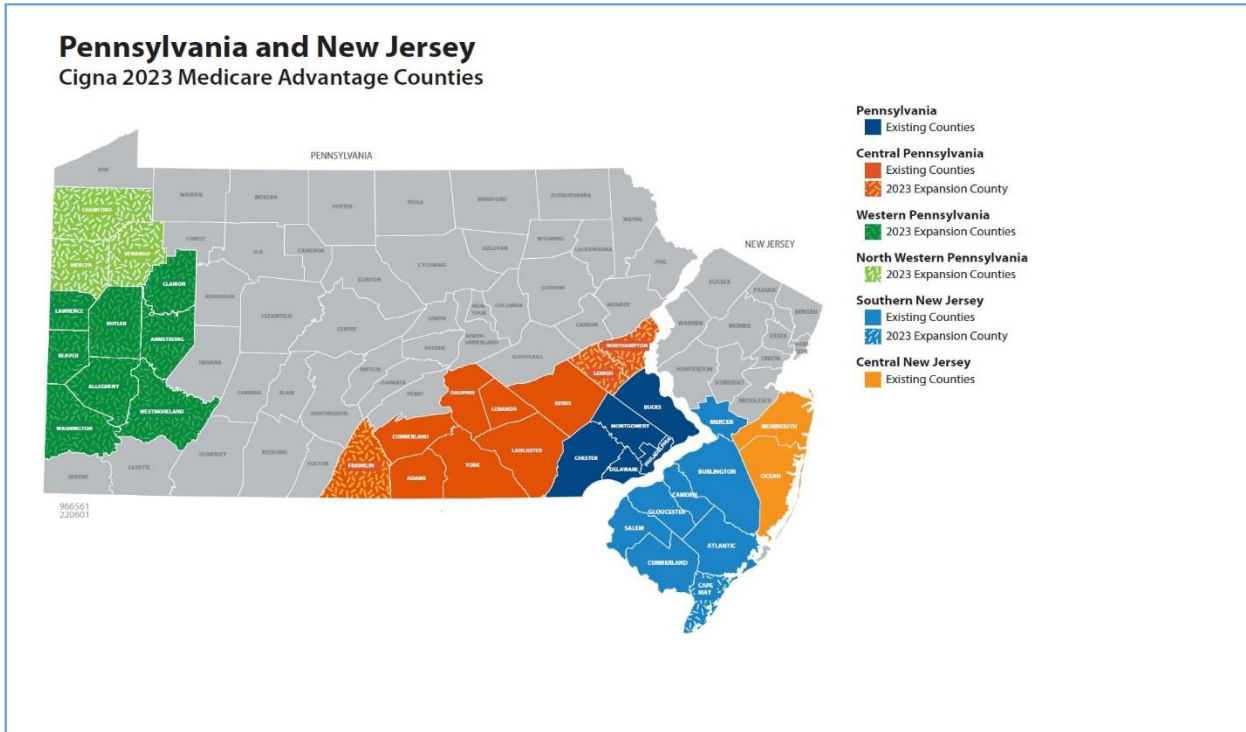 Pennsylvania and New Jersey
Cigna 2023 Medicare Advantage Counties
PENNSYLVANIA
NEW JERSEY
ERIE
CRAWFORD
WARREN
MCKEAN
POTTER
TIOGA
BRADFORD
SUSQUEHANNA
WAYNE
MERCER
VENANGO
FOREST
ELK
CAMERON
SULLIVAN
WYOMING
LACKAWANNA
PIKE
CLARION
JEFFERSON
CLINTON
LYCOMING
LUZERNE
MONROE
LAWRENCE
BUTLER
ARMSTRONG
CLEARFIELD
CENTRE
UNION
MON-
TOUR
COLUMBIA
NORTH-
UMBERLAND
CARBON
NORTHAMPTON
BEAVER
INDIANA
SNYDER
MIFFLIN
JUNIATA
SCHUYLKILL
LEHIGH
ALLEGHENY
CAMBRIA
BLAIR
HUNTINGDON
PERRY
DAUPHIN
LEBANON
BERKS
BUCKS
WASHINGTON
WESTMORELAND
CUMBERLAND
LANCASTER
MONTGOMERY
PHILADELPHIA
GREENE
FAYETTE
SOMERSET
BEDFORD
FULTON
FRANKLIN
ADAMS
YORK
CHESTER
DELAWARE
SUSSEX
PASSAIC
BERGEN
WARREN
MORRIS
ESSEX
HUD-
SON
UNION
HUNTERDON
SOMERSET
MIDDLESEX
MERCER
MONMOUTH
OCEAN
BURLINGTON
CAMDEN
GLOUCESTER
SALEM
ATLANTIC
CUMBERLAND
CAPE
MAY
966561
220601
Pennsylvania
Existing Counties
Central Pennsylvania
Existing Counties
2023 Expansion County
Western Pennsylvania
2023 Expansion Counties
North Western Pennsylvania
2023 Expansion Counties
Southern New Jersey
Existing Counties
2023 Expansion County
Central New Jersey
Existing Counties